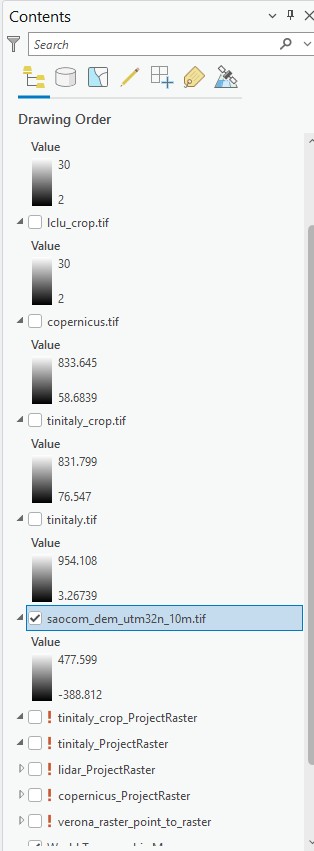 Contents
Search
Drawing Order
Value
30
2
lclu_crop.tif
Value
30
2
copernicus.tif
Value
833.645
58.6839
tinitaly_crop.tif
Value
831.799
76.547
tinitaly.tif
Value
954.108
3.26739
saocom_dem_utm32n_10m.tif
Value
477.599
-388.812
! tinitaly_crop_ProjectRaster
! tinitaly_ProjectRaster
! lidar_ProjectRaster
! copernicus_ProjectRaster
! verona_raster_point_to_raster
World Topographic